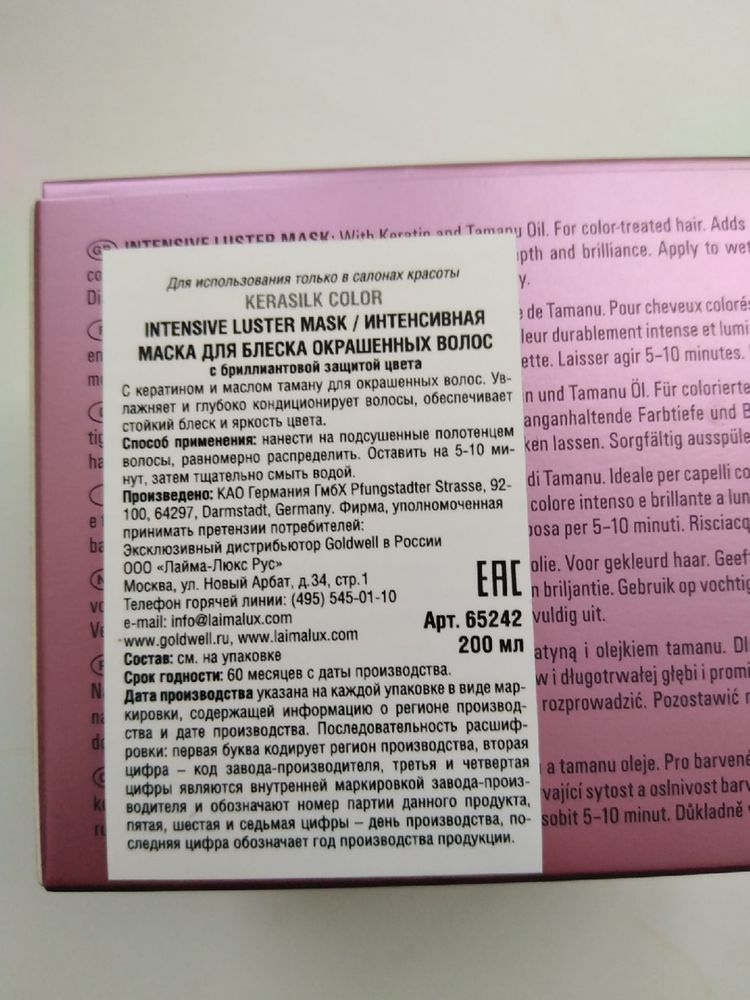 INTENSIVE LUSTER MASK: With Keratin and Tamanu Oil. For color-treated hair. Adds
co
pth and brilliance. Apply to wet
Di
y.
Для использования только в салонах красоты
KERASILK COLOR
INTENSIVE LUSTER MASK / ИНТЕНСИВНАЯ
МАСКА ДЛЯ БЛЕСКА ОКРАШЕННЫХ ВОЛОС
с бриллиантовой защитой цвета
С кератином и маслом таману для окрашенных волос. Ув-
лажняет и глубоко кондиционирует волосы, обеспечивает
стойкий блеск и яркость цвета.
Способ применения: нанести на подсушенные полотенцем
волосы, равномерно распределить. Оставить на 5-10 ми-
нут, затем тщательно смыть водой.
Произведено: КАО Германия ГмбХ Pfungstadter Strasse, 92-
100, 64297, Darmstadt, Germany. Фирма, уполномоченная
принимать претензии потребителей:
Эксклюзивный дистрибьютор Goldwell в России
ООО «Лайма-Люкс Рус»
Москва, ул. Новый Арбат, д.34, стр.1
Телефон горячей линии: (495) 545-01-10
e-mail: info@laimalux.com
www.goldwell.ru, www.laimalux.com
EAC
Арт. 65242
200 мл
Состав: см. на упаковке
Срок годности: 60 месяцев с даты производства.
Дата производства указана на каждой упаковке в виде мар-
кировки, содержащей информацию о регионе производ-
ства и дате производства. Последовательность расшиф-
ровки: первая буква кодирует регион производства, вторая
цифра – код завода-производителя, третья и четвертая
цифры являются внутренней маркировкой завода-произ-
водителя и обозначают номер партии данного продукта,
пятая, шестая и седьмая цифры – день производства, по-
следняя цифра обозначает год производства продукции.
de Tamanu. Pour cheveux coloré
leur durablement intense et lumi
ette. Laisser agir 5–10 minutes.
n und Tamanu Öl. Für colorierte
anganhaltende Farbtiefe und B
ken lassen. Sorgfältig ausspüle
di Tamanu. Ideale per capelli co
colore intenso e brillante a lun
posa per 5–10 minuti. Risciacq
olie. Voor gekleurd haar. Geef
n briljantie. Gebruik op vochtig
vuldig uit.
atyną i olejkiem tamanu. Dl
w i długotrwałej głębi i promi
rozprowadzić. Pozostawić n
a tamanu oleje. Pro barvené
vající sytost a oslnivost barv
sobit 5–10 minut. Důkladně v